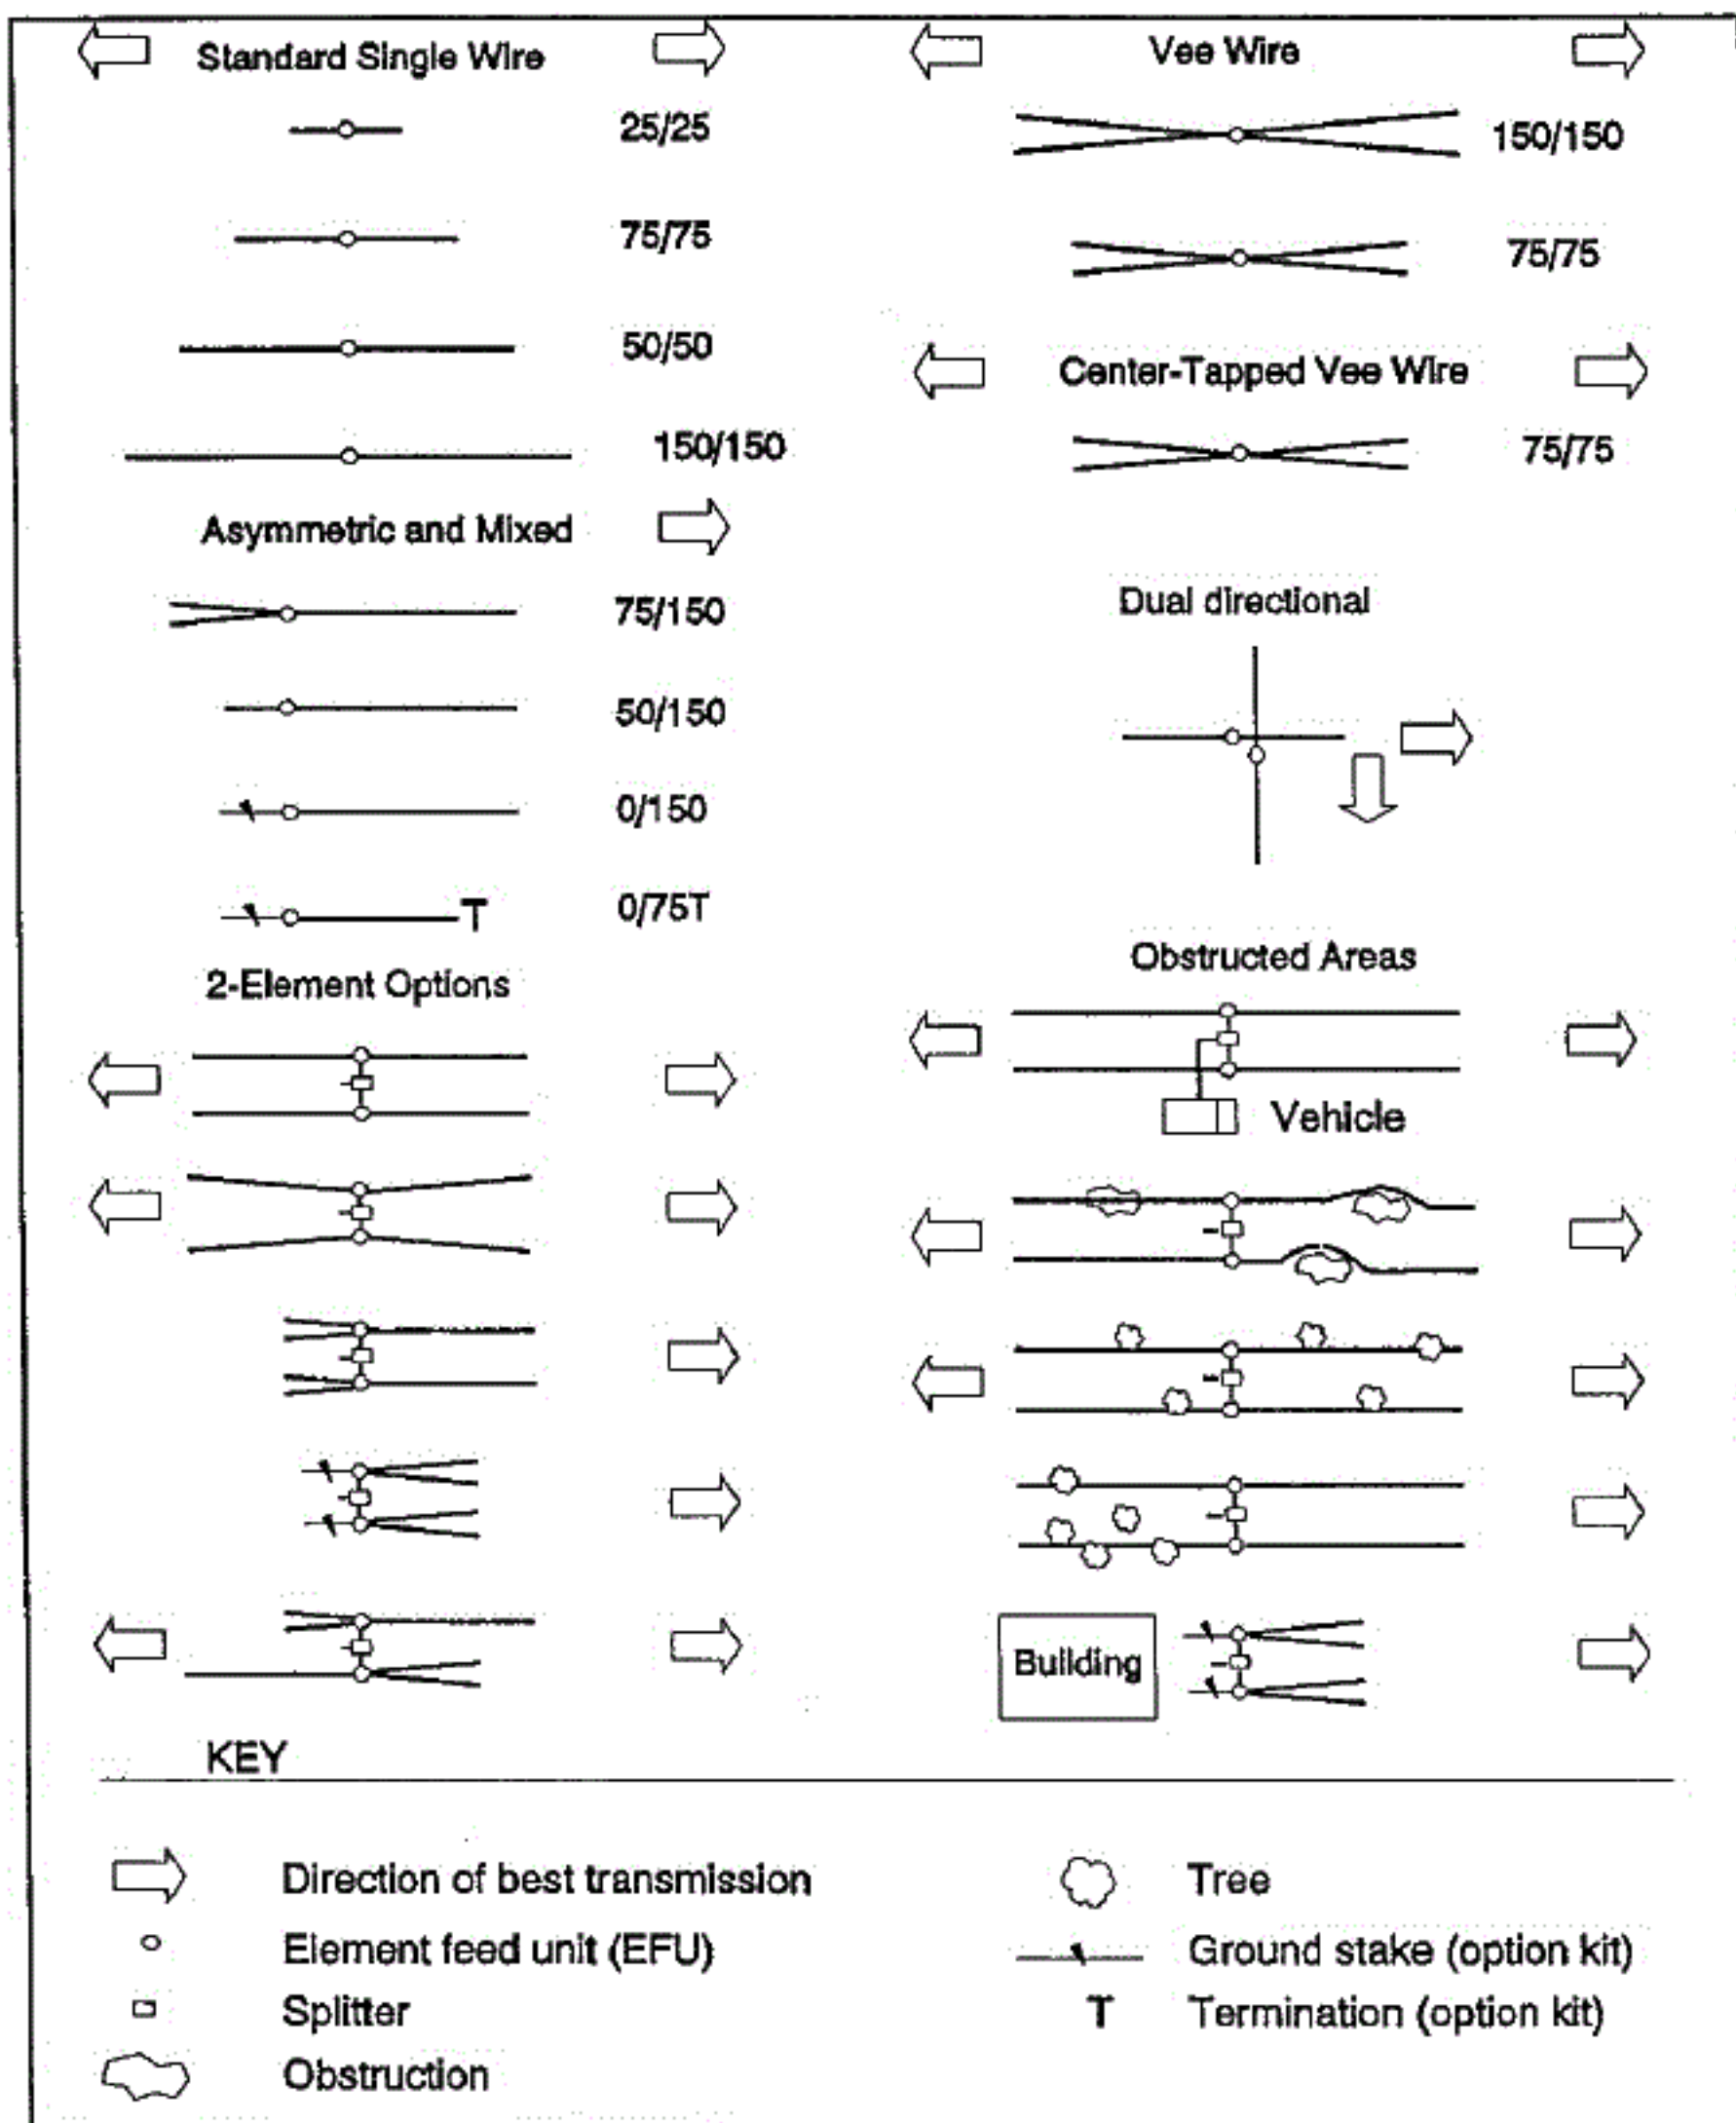 Standard Single Wire
25/25
75/75
50/50
150/150
Asymmetric and Mixed
75/150
50/150
0/150
T 0/75T
2-Element Options
Vee Wire
150/150
75/75
Center-Tapped Vee Wire
75/75
Dual directional
Obstructed Areas
Vehicle
Building
KEY
Direction of best transmission
Element feed unit (EFU)
Splitter
Obstruction
Tree
Ground stake (option kit)
T Termination (option kit)